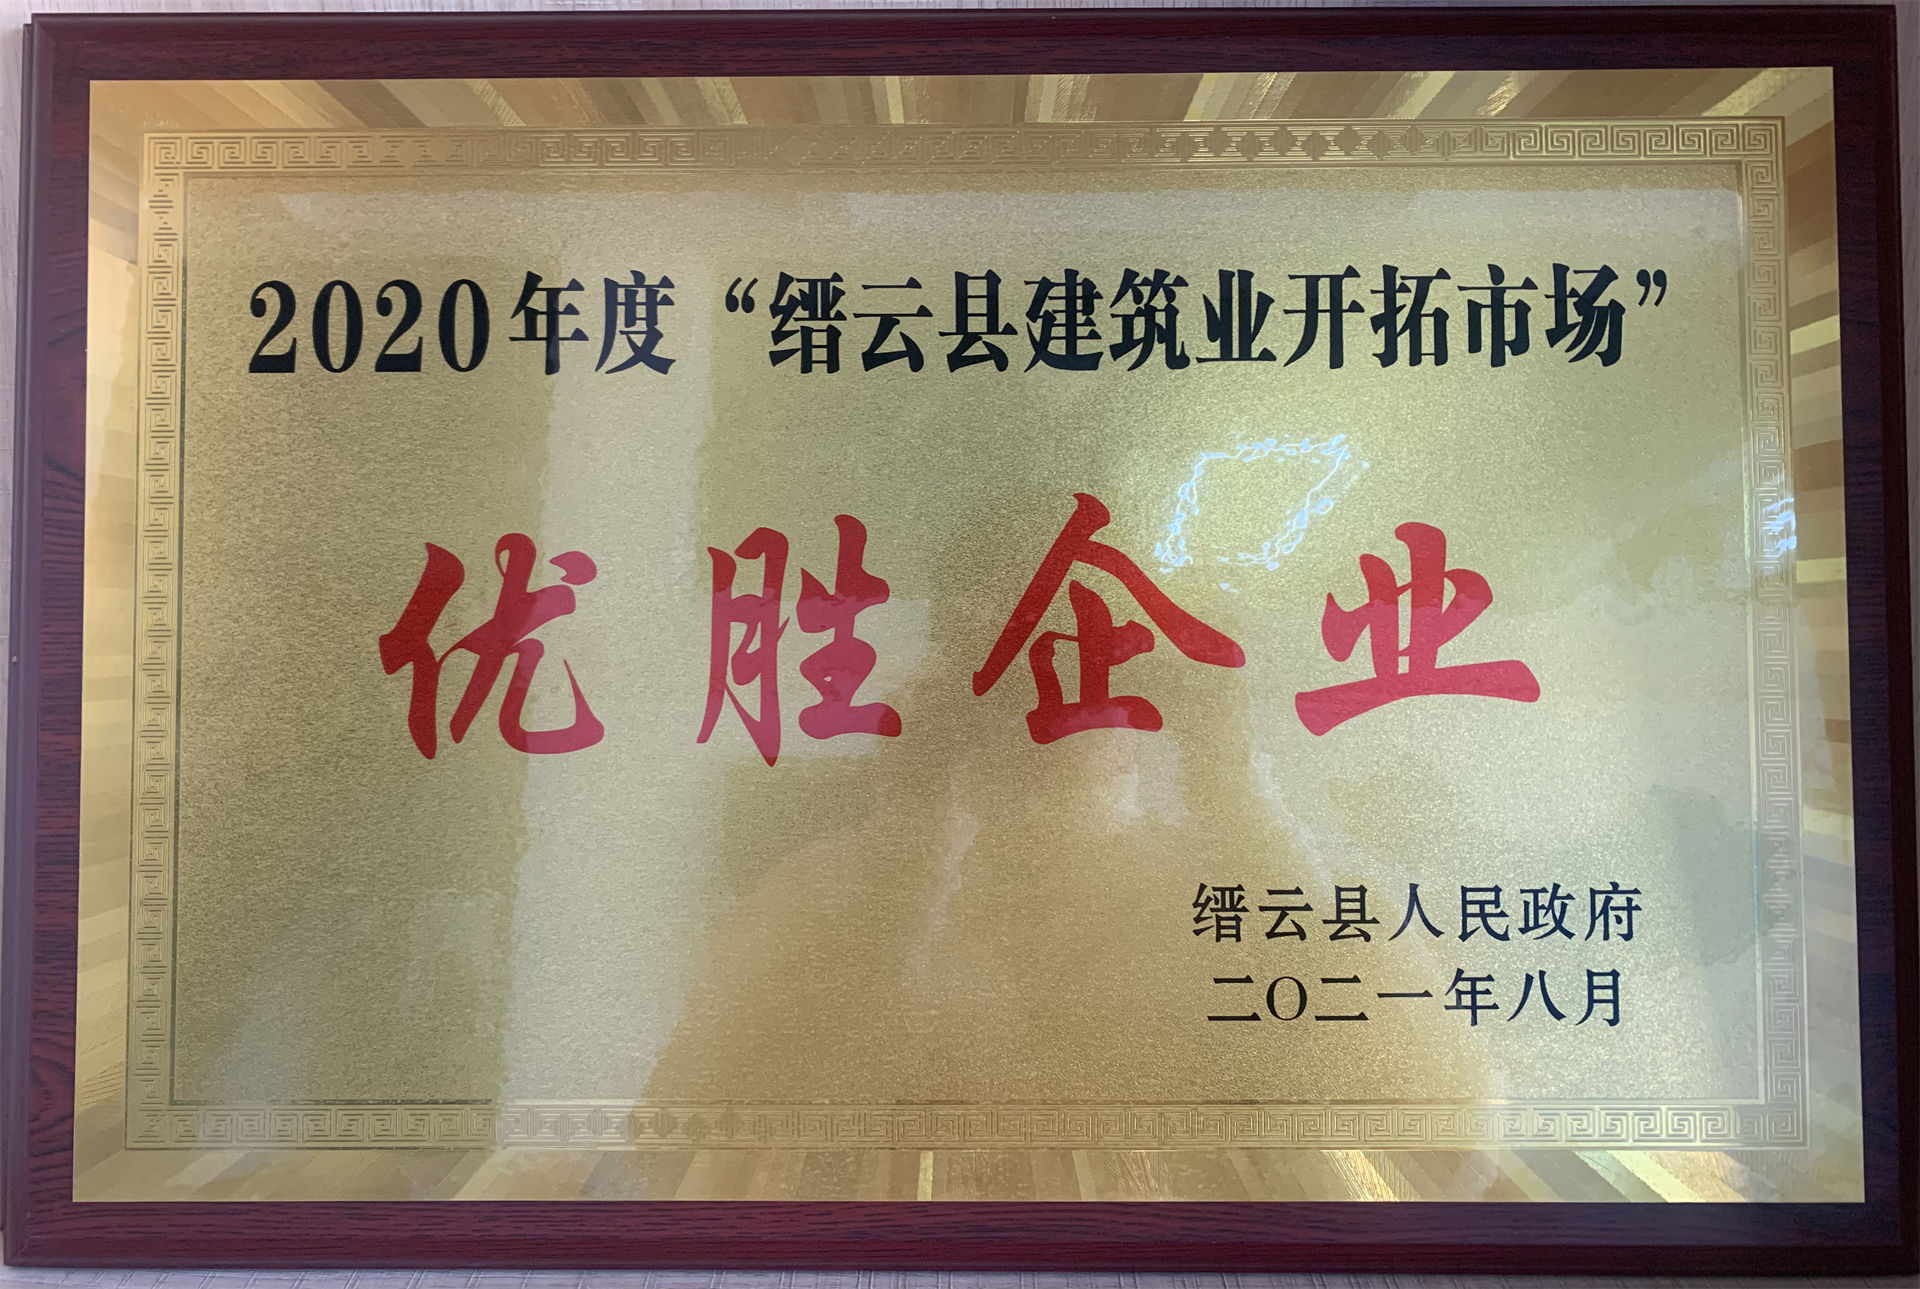 2020年度“缙云县建筑业开拓市场”
优胜企业
缙云县人民政府
二〇二一年八月